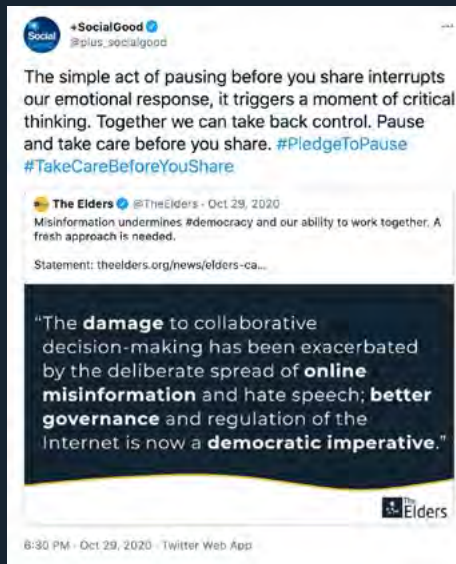 Social
+SocialGood
@plus_socialgood
The simple act of pausing before you share interrupts
our emotional response, it triggers a moment of critical
thinking. Together we can take back control. Pause
and take care before you share. #PledgeToPause
#TakeCareBeforeYouShare
The Elders @TheElders · Oct 29, 2020
Misinformation undermines #democracy and our ability to work together. A
fresh approach is needed.
Statement: theelders.org/news/elders-ca...
“The damage to collaborative
decision-making has been exacerbated
by the deliberate spread of online
misinformation and hate speech; better
governance and regulation of the
Internet is now a democratic imperative.”
The
Elders
6:30 PM · Oct 29, 2020 · Twitter Web App